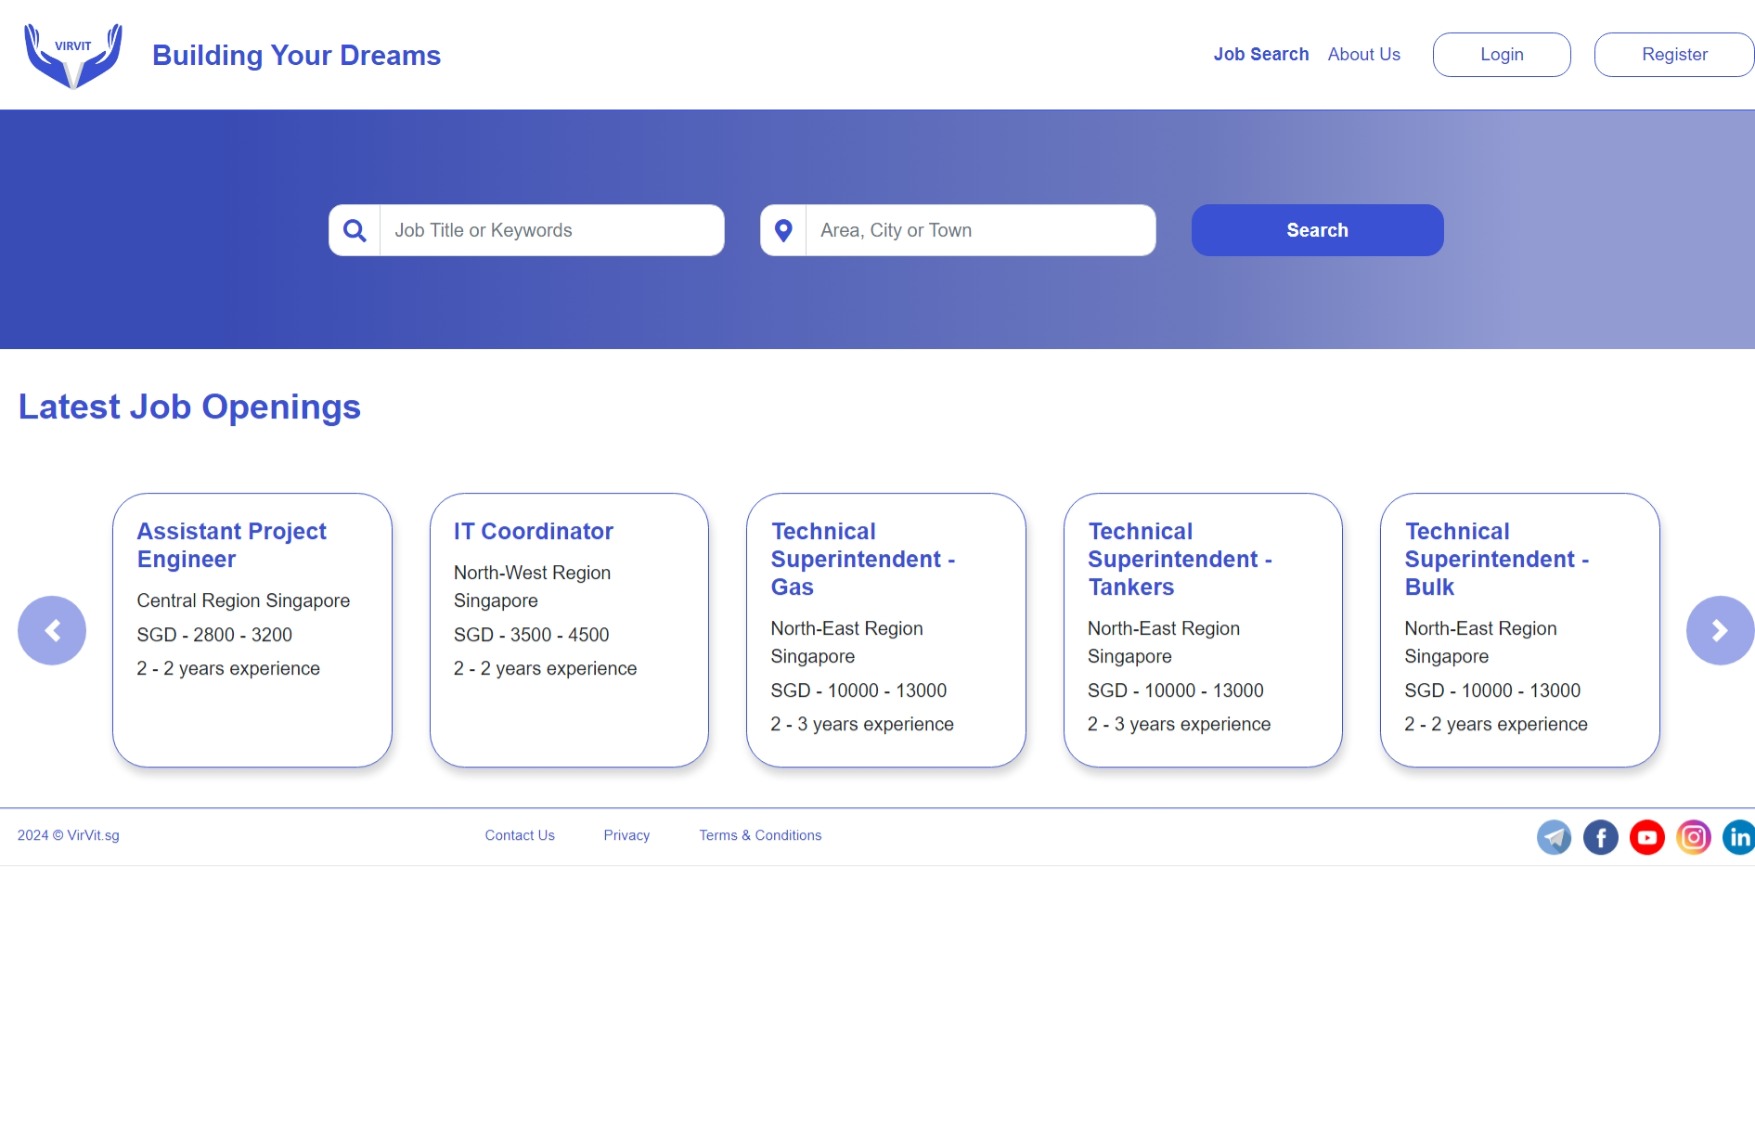 VIRVIT
Building Your Dreams
Job Search
About Us
Login
Register
Job Title or Keywords
Area, City or Town
Search
Latest Job Openings
Assistant Project
Engineer
Central Region Singapore
SGD - 2800 - 3200
2 - 2 years experience
IT Coordinator
North-West Region
Singapore
SGD - 3500 - 4500
2 - 2 years experience
Technical
Superintendent -
Gas
North-East Region
Singapore
SGD - 10000 - 13000
2 - 3 years experience
Technical
Superintendent -
Tankers
North-East Region
Singapore
SGD - 10000 - 13000
2 - 3 years experience
Technical
Superintendent -
Bulk
North-East Region
Singapore
SGD - 10000 - 13000
2 - 2 years experience
2024 © VirVit.sg
Contact Us
Privacy
Terms & Conditions